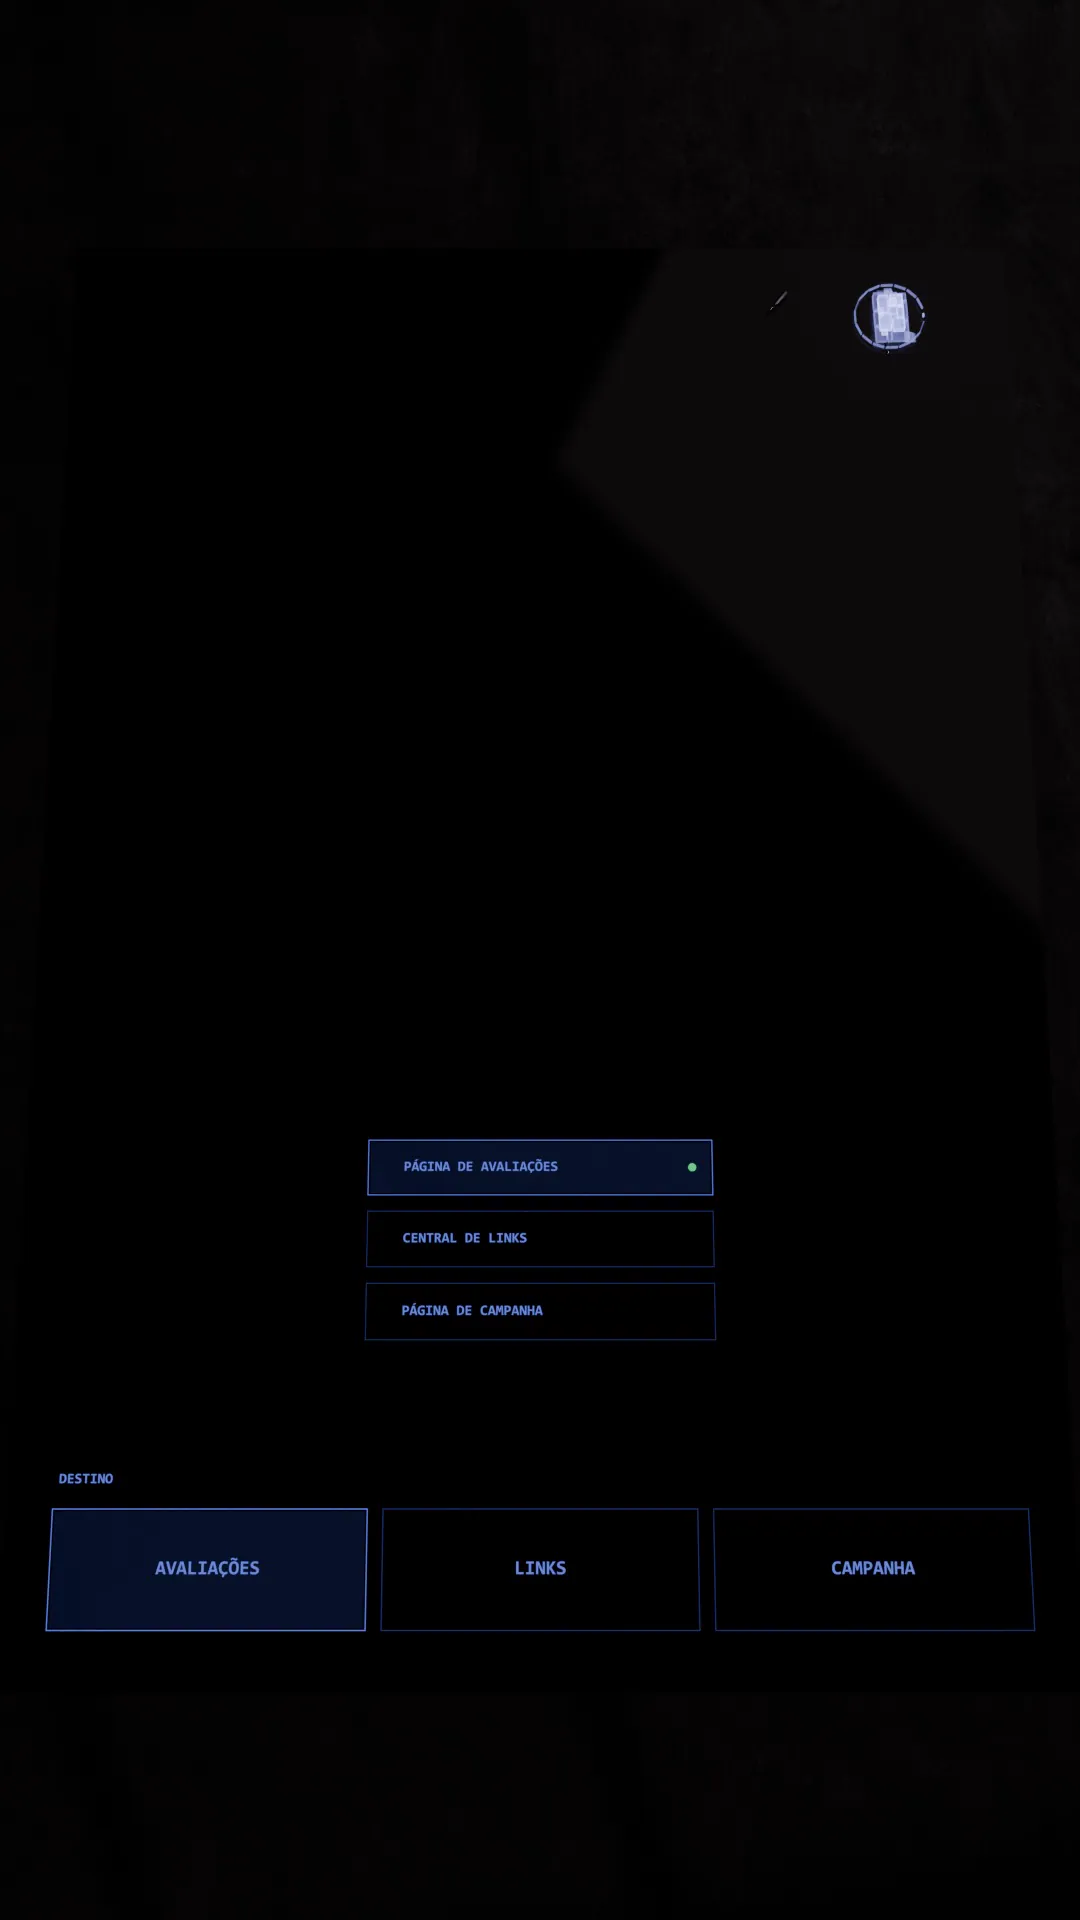 PÁGINA DE AVALIAÇÕES
CENTRAL DE LINKS
PÁGINA DE CAMPANHA
DESTINO
AVALIAÇÕES
LINKS
CAMPANHA